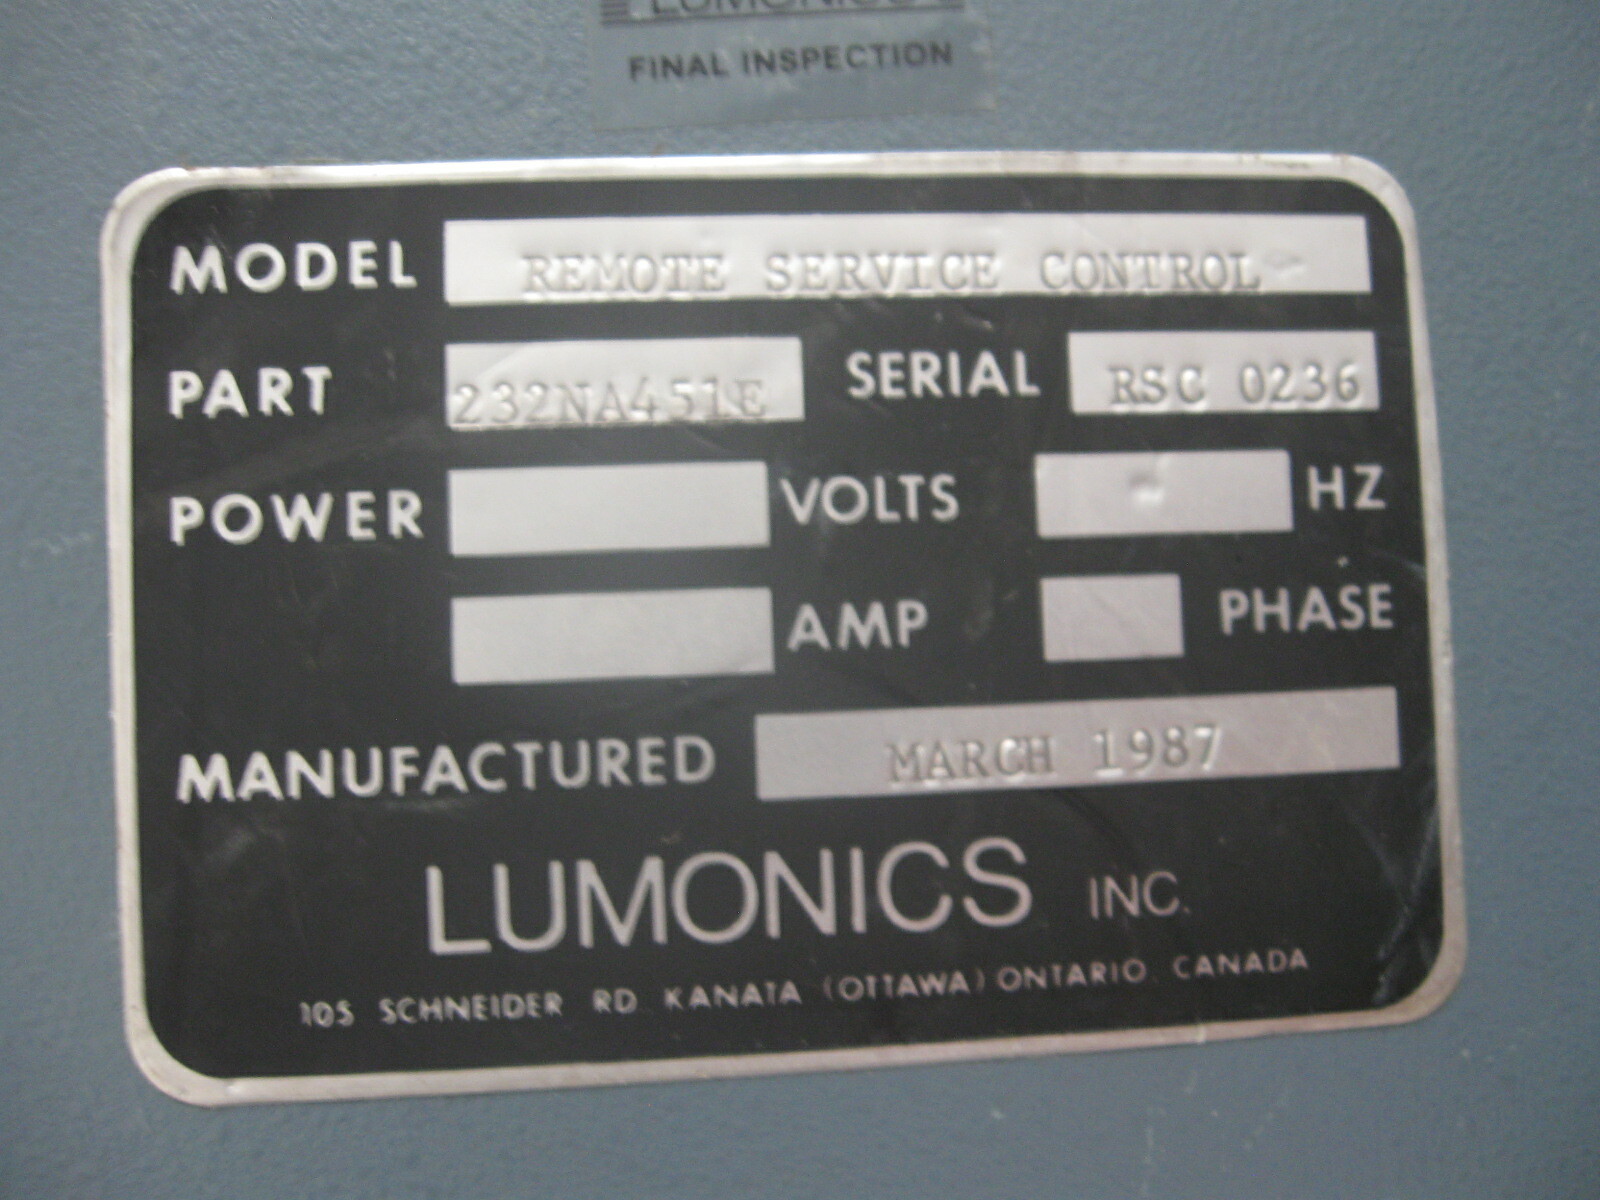 LUMONICS
FINAL INSPECTION
MODEL REMOTE SERVICE CONTROL
PART 232NA451E SERIAL RSC 0236
POWER VOLTS HZ
AMP PHASE
MANUFACTURED MARCH 1987
LUMONICS INC.
105 SCHNEIDER RD KANATA (OTTAWA) ONTARIO CANADA